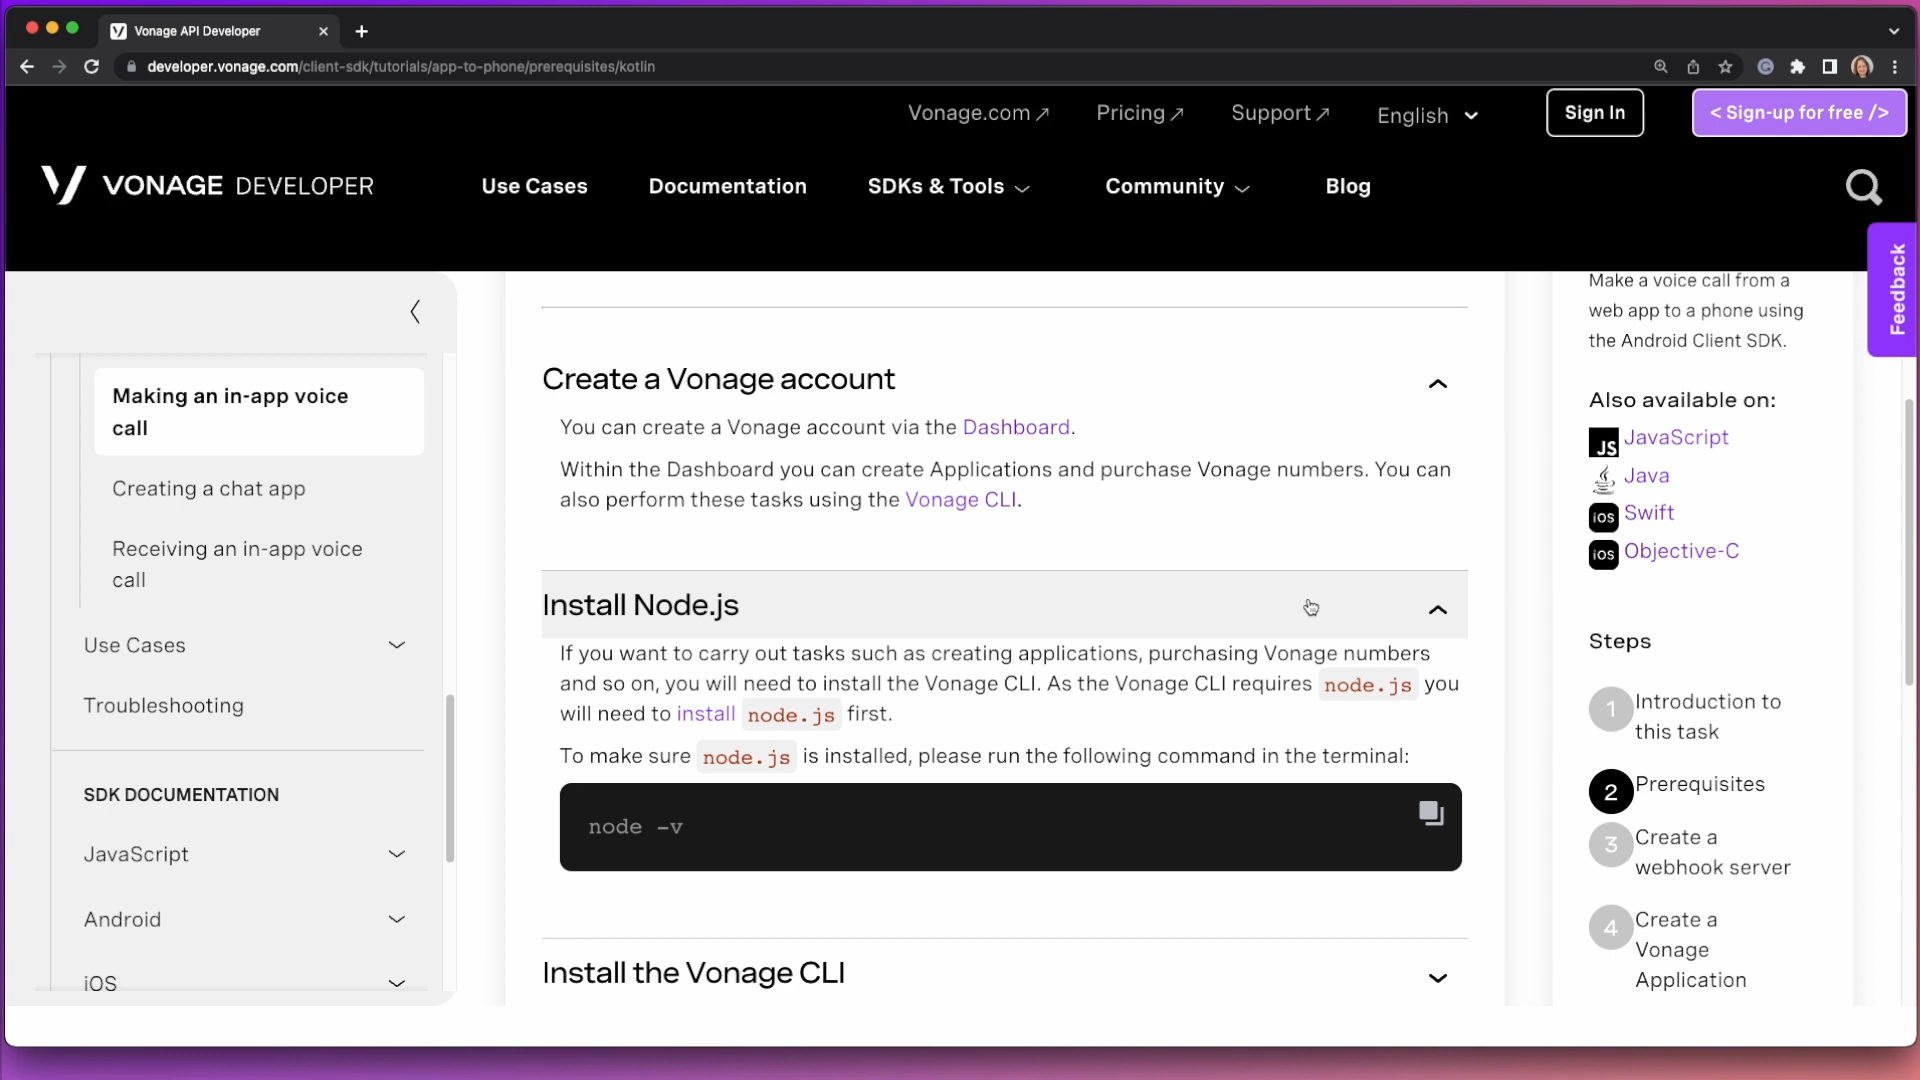 Vonage API Developer
developer.vonage.com/client-sdk/tutorials/app-to-phone/prerequisites/kotlin
Vonage.com ↗ Pricing ↗ Support ↗ English Sign In < Sign-up for free />
VONAGE DEVELOPER Use Cases Documentation SDKs & Tools Community Blog
Feedback
Making an in-app voice
call
Creating a chat app
Receiving an in-app voice
call
Use Cases
Troubleshooting
SDK DOCUMENTATION
JavaScript
Android
iOS
Create a Vonage account
You can create a Vonage account via the Dashboard.
Within the Dashboard you can create Applications and purchase Vonage numbers. You can
also perform these tasks using the Vonage CLI.
Install Node.js
If you want to carry out tasks such as creating applications, purchasing Vonage numbers
and so on, you will need to install the Vonage CLI. As the Vonage CLI requires node.js you
will need to install node.js first.
To make sure node.js is installed, please run the following command in the terminal:
node -v
Install the Vonage CLI
Make a voice call from a
web app to a phone using
the Android Client SDK.
Also available on:
JS JavaScript
Java
iOS Swift
iOS Objective-C
Steps
1 Introduction to
this task
2 Prerequisites
3 Create a
webhook server
4 Create a
Vonage
Application